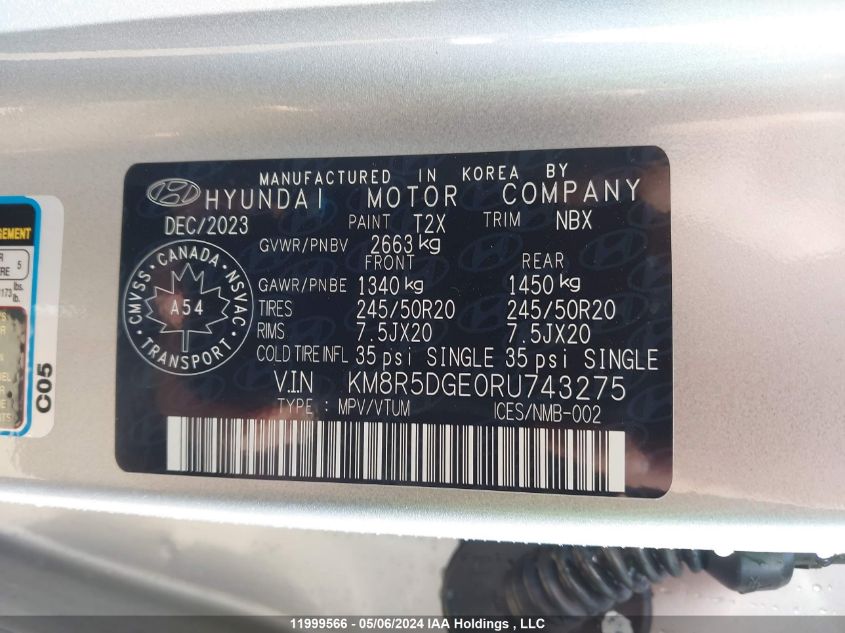 MANUFACTURED IN KOREA BY
HYUNDAI MOTOR COMPANY
DEC/2023 PAINT T2X TRIM NBX
GVWR/PNBV 2663 kg
FRONT REAR
GAWR/PNBE 1340 kg 1450 kg
TIRES 245/50R20 245/50R20
RIMS 7.5JX20 7.5JX20
COLD TIRE INFL 35 psi SINGLE 35 psi SINGLE
V.I.N KM8R5DGE0RU743275
TYPE : MPV/VTUM ICES/NMB-002
CMVSS • CANADA • NSVAC
A54
TRANSPORT
5
lbs.
lb.
C05
11999566 - 05/06/2024 IAA Holdings , LLC